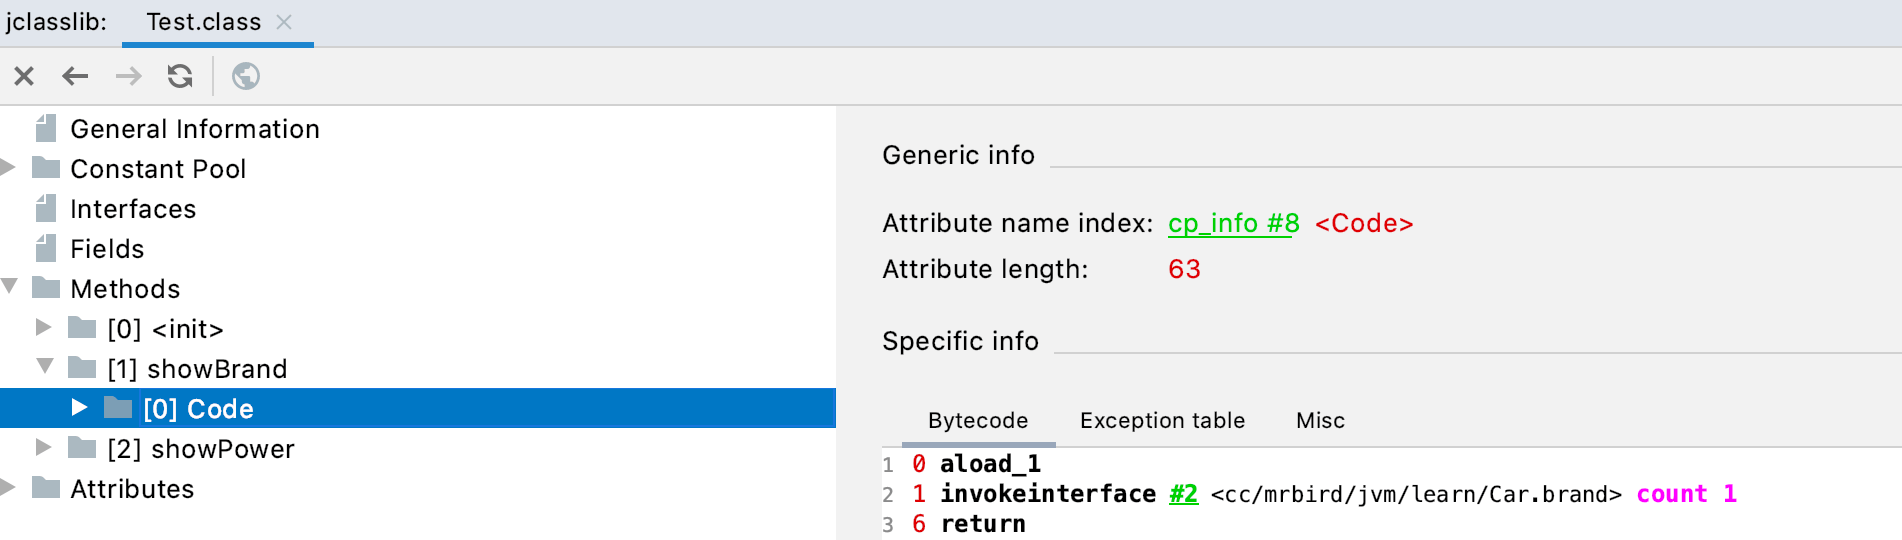 jclasslib: Test.class
General Information
Constant Pool
Interfaces
Fields
Methods
[0] <init>
[1] showBrand
[0] Code
[2] showPower
Attributes
Generic info
Attribute name index: cp_info #8 <Code>
Attribute length: 63
Specific info
Bytecode Exception table Misc
1 0 aload_1
2 1 invokeinterface #2 <cc/mrbird/jvm/learn/Car.brand> count 1
3 6 return